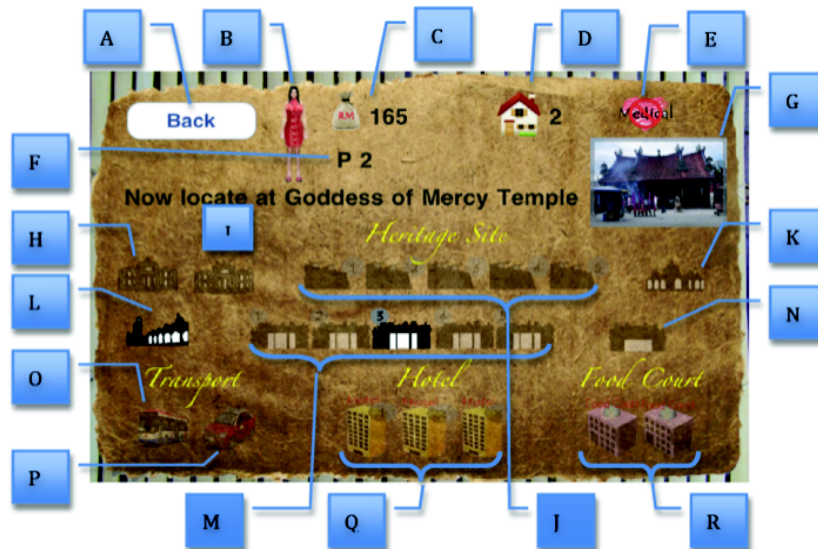 A B C D E
G
Back RM 165 2 Medical
F P 2
Now locate at Goddess of Mercy Temple
H I Heritage Site K
L 3 N
O Transport Hotel Food Court
P
M Q J R